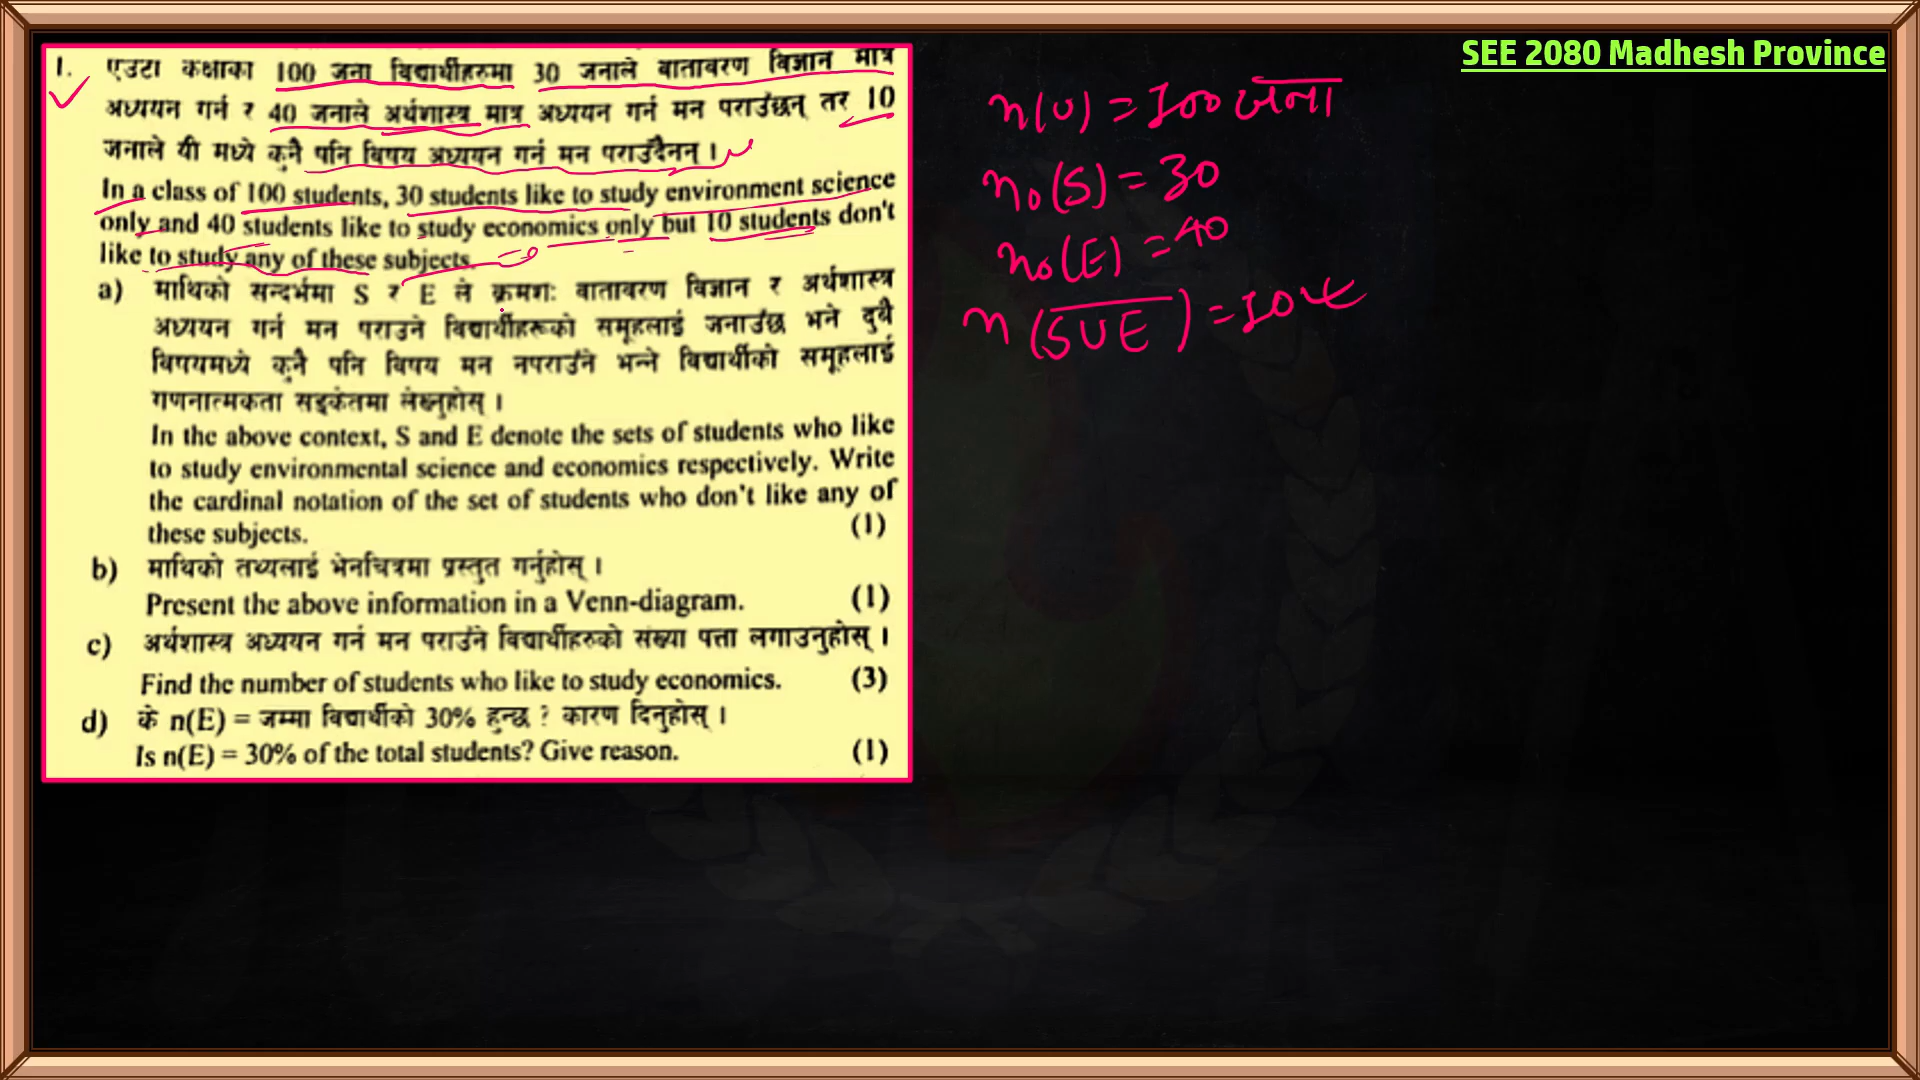 SEE 2080 Madhesh Province
1. एउटा कक्षाका 100 जना विद्यार्थीहरुमा 30 जनाले वातावरण विज्ञान मात्र
अध्ययन गर्न र 40 जनाले अर्थशास्त्र मात्र अध्ययन गर्न मन पराउँछन् तर 10
जनाले यी मध्ये कुनै पनि विषय अध्ययन गर्न मन पराउँदैनन् ।
In a class of 100 students, 30 students like to study environment science
only and 40 students like to study economics only but 10 students don't
like to study any of these subjects.
a) माथिको सन्दर्भमा S र E ले क्रमशः वातावरण विज्ञान र अर्थशास्त्र
अध्ययन गर्न मन पराउने विद्यार्थीहरूको समूहलाई जनाउँछ भने दुवै
विषयमध्ये कुनै पनि विषय मन नपराउँने भन्ने विद्यार्थीको समूहलाई
गणनात्मकता सङ्केतमा लेख्नुहोस् ।
In the above context, S and E denote the sets of students who like
to study environmental science and economics respectively. Write
the cardinal notation of the set of students who don't like any of
these subjects. (1)
b) माथिको तथ्यलाई भेनचित्रमा प्रस्तुत गर्नुहोस् ।
Present the above information in a Venn-diagram. (1)
c) अर्थशास्त्र अध्ययन गर्न मन पराउँने विद्यार्थीहरुको संख्या पत्ता लगाउनुहोस् ।
Find the number of students who like to study economics. (3)
d) के n(E) = जम्मा विद्यार्थीको 30% हुन्छ ? कारण दिनुहोस् ।
Is n(E) = 30% of the total students? Give reason. (1)
n(U) = 100 जना
n₀(S) = 30
n₀(E) = 40
n(\overline{S∪E}) = 10